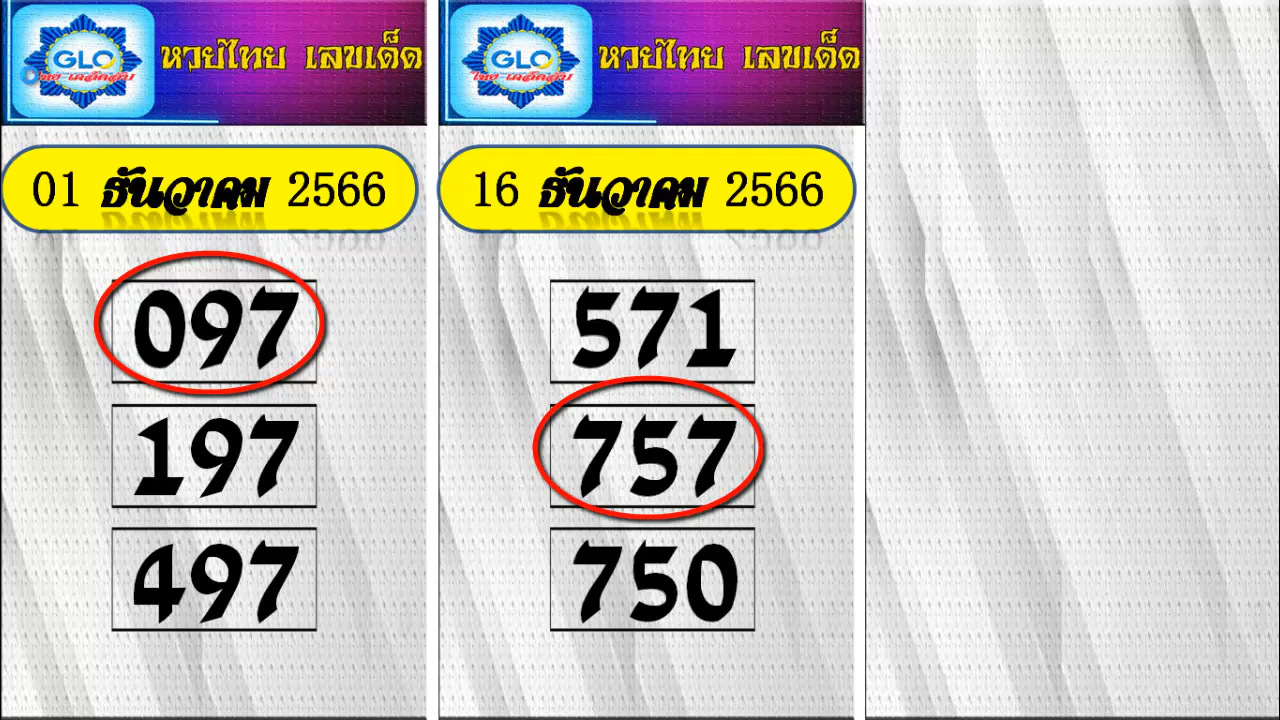 GLO
หวยไทย เลขเด็ด
01 ธันวาคม 2566
097
197
497
GLO
หวยไทย เลขเด็ด
16 ธันวาคม 2566
571
757
750